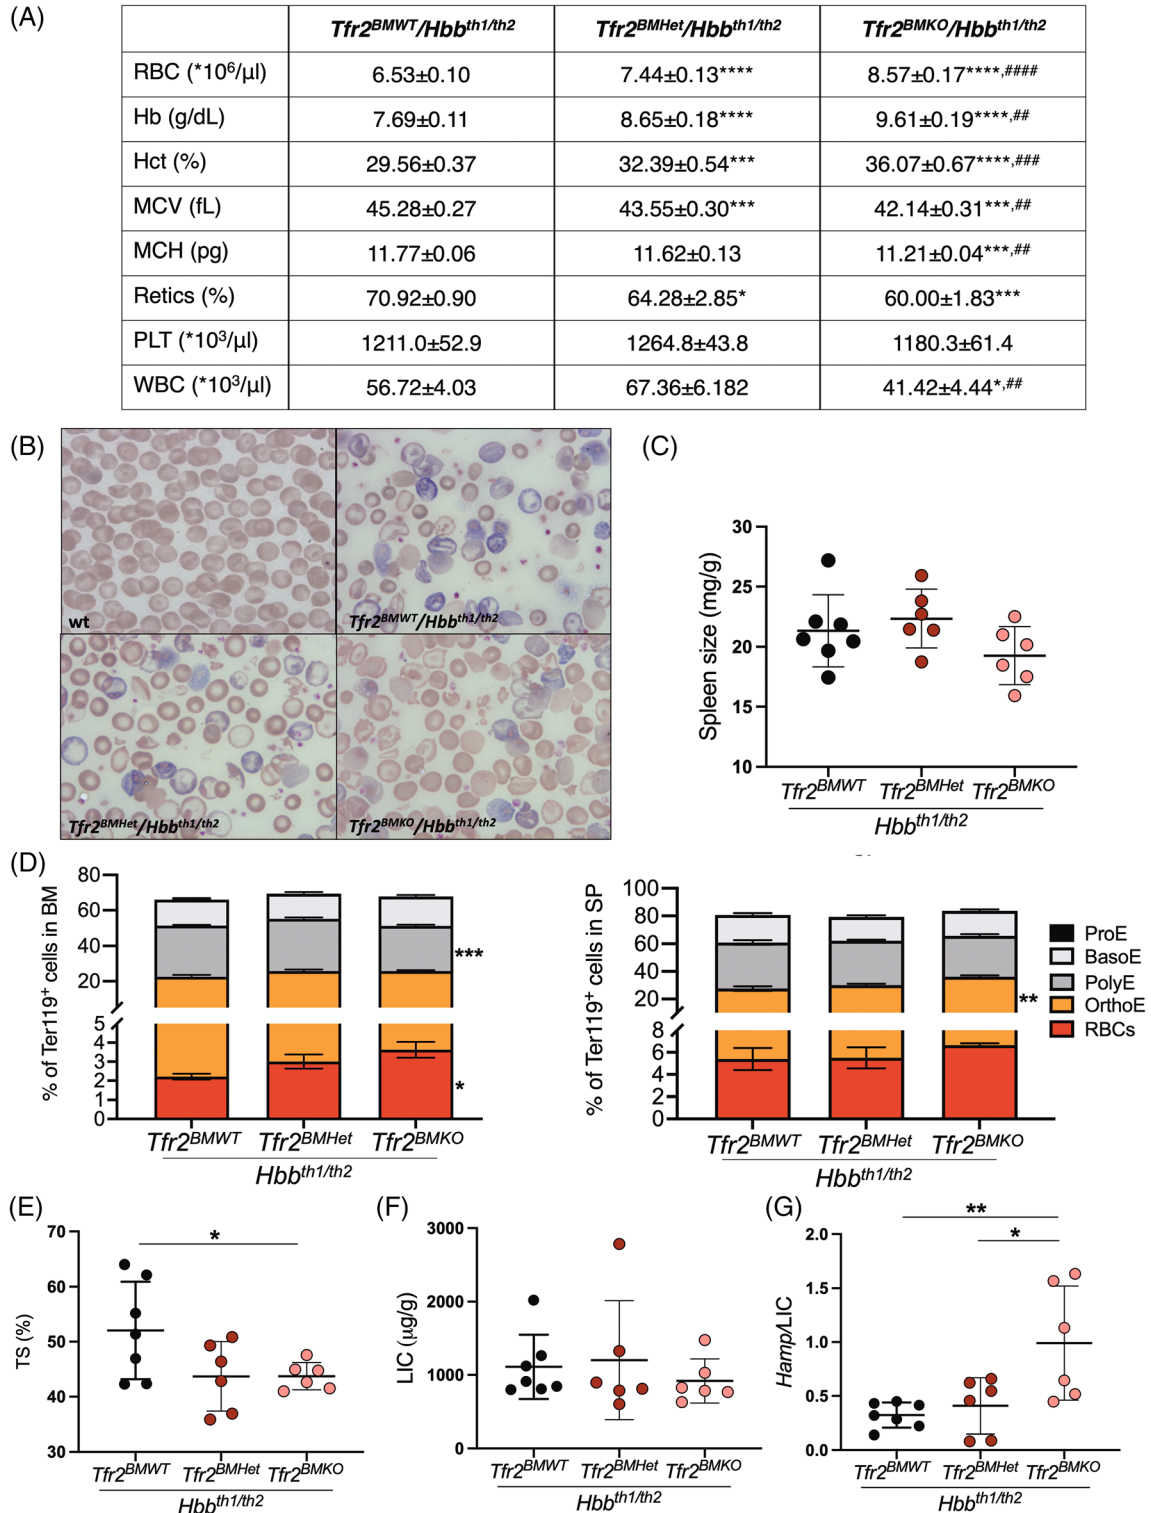 (A)
Tfr2BMWT/Hbbth1/th2 Tfr2BMHet/Hbbth1/th2 Tfr2BMKO/Hbbth1/th2
RBC (*10⁶/µl) 6.53±0.10 7.44±0.13**** 8.57±0.17****,####
Hb (g/dL) 7.69±0.11 8.65±0.18**** 9.61±0.19****,##
Hct (%) 29.56±0.37 32.39±0.54*** 36.07±0.67****,###
MCV (fL) 45.28±0.27 43.55±0.30*** 42.14±0.31***,##
MCH (pg) 11.77±0.06 11.62±0.13 11.21±0.04***,##
Retics (%) 70.92±0.90 64.28±2.85* 60.00±1.83***
PLT (*10³/µl) 1211.0±52.9 1264.8±43.8 1180.3±61.4
WBC (*10³/µl) 56.72±4.03 67.36±6.182 41.42±4.44*,##
(B)
wt
Tfr2BMWT/Hbbth1/th2
Tfr2BMHet/Hbbth1/th2
Tfr2BMKO/Hbbth1/th2
(C)
Spleen size (mg/g)
30
25
20
15
10
Tfr2BMWT Tfr2BMHet Tfr2BMKO
Hbbth1/th2
(D)
% of Ter119⁺ cells in BM
80
60
40
20
5
4
3
2
1
0
***
*
Tfr2BMWT Tfr2BMHet Tfr2BMKO
Hbbth1/th2
% of Ter119⁺ cells in SP
100
80
60
40
20
8
6
4
2
0
**
Tfr2BMWT Tfr2BMHet Tfr2BMKO
Hbbth1/th2
ProE
BasoE
PolyE
OrthoE
RBCs
(E)
TS (%)
70
60
50
40
30
*
Tfr2BMWT Tfr2BMHet Tfr2BMKO
Hbbth1/th2
(F)
LIC (µg/g)
3000
2000
1000
0
Tfr2BMWT Tfr2BMHet Tfr2BMKO
Hbbth1/th2
(G)
Hamp/LIC
2.0
1.5
1.0
0.5
0.0
**
*
Tfr2BMWT Tfr2BMHet Tfr2BMKO
Hbbth1/th2